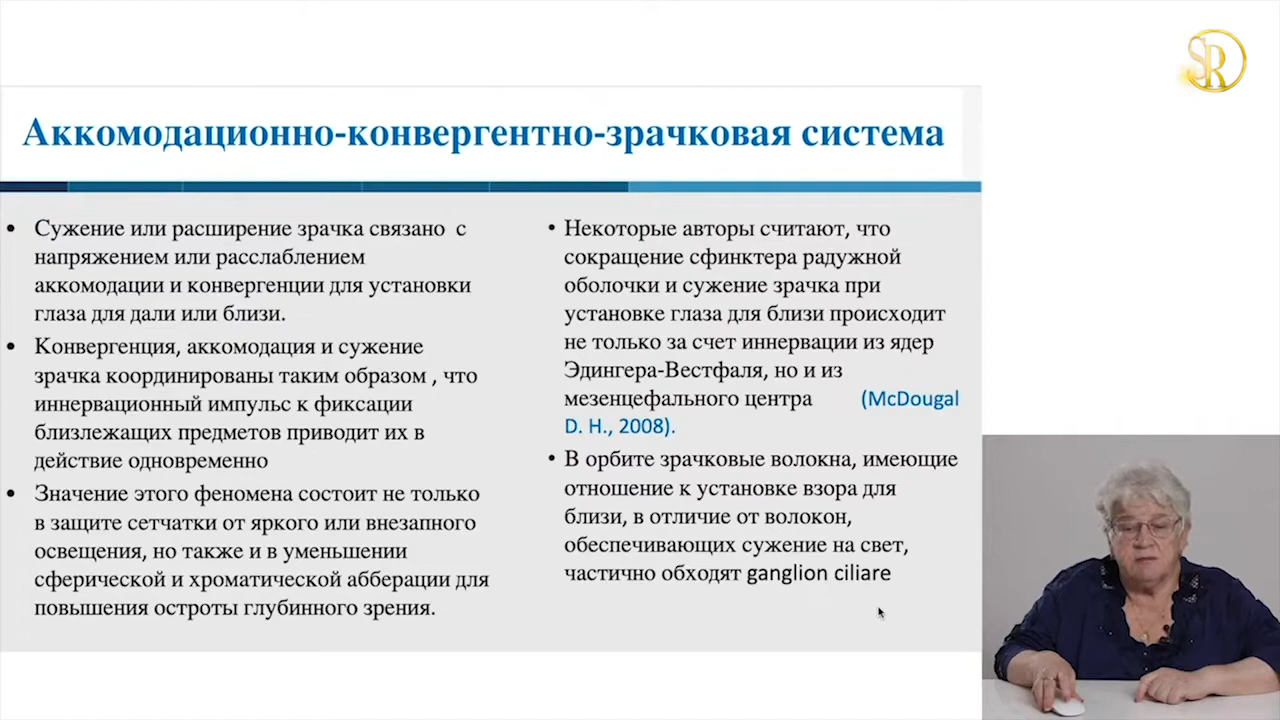 SR
Аккомодационно-конвергентно-зрачковая система
• Сужение или расширение зрачка связано с
напряжением или расслаблением
аккомодации и конвергенции для установки
глаза для дали или близи.
• Конвергенция, аккомодация и сужение
зрачка координированы таким образом , что
иннервационный импульс к фиксации
близлежащих предметов приводит их в
действие одновременно
• Значение этого феномена состоит не только
в защите сетчатки от яркого или внезапного
освещения, но также и в уменьшении
сферической и хроматической абберации для
повышения остроты глубинного зрения.
• Некоторые авторы считают, что
сокращение сфинктера радужной
оболочки и сужение зрачка при
установке глаза для близи происходит
не только за счет иннервации из ядер
Эдингера-Вестфаля, но и из
мезенцефального центра (McDougal
D. H., 2008).
• В орбите зрачковые волокна, имеющие
отношение к установке взора для
близи, в отличие от волокон,
обеспечивающих сужение на свет,
частично обходят ganglion ciliare